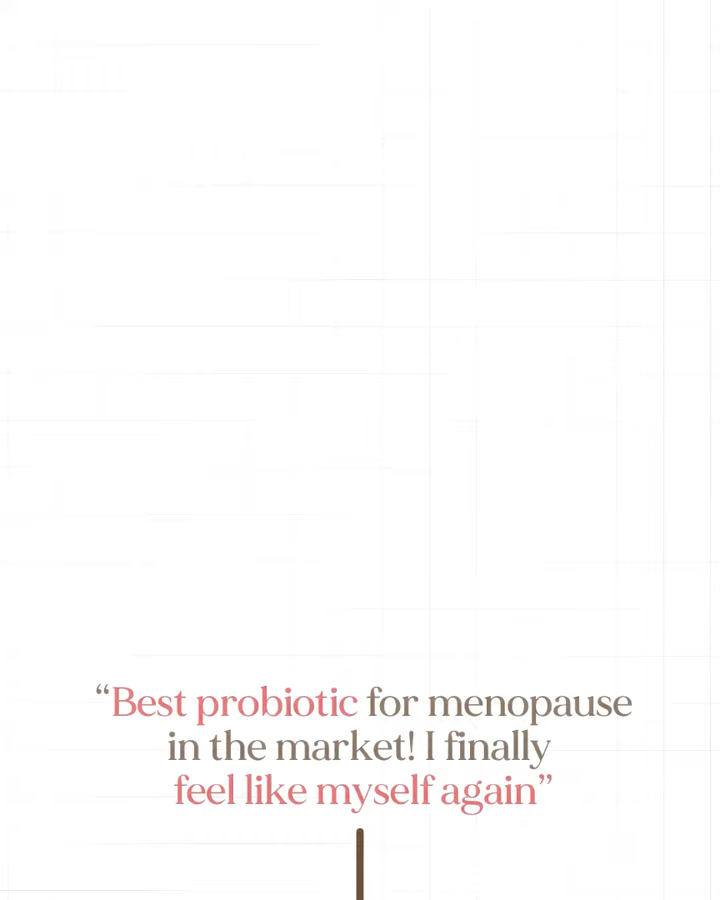 “Best probiotic for menopause
in the market! I finally
feel like myself again”